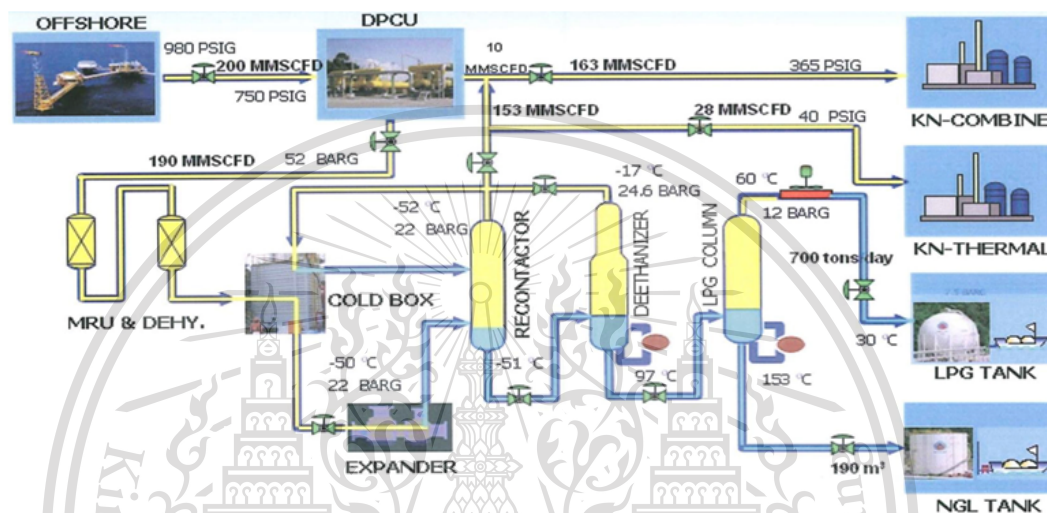 OFFSHORE
DPCU
980 PSIG
200 MMSCFD
750 PSIG
10
MMSCFD
163 MMSCFD
365 PSIG
KN-COMBINE
153 MMSCFD
28 MMSCFD
40 PSIG
KN-THERMAL
190 MMSCFD
52 BARG
-17 °C
24.6 BARG
60 °C
12 BARG
-52 °C
22 BARG
RECONTACTOR
DEETHANIZER
LPG COLUMN
700 tons/day
MRU & DEHY.
COLD BOX
-50 °C
22 BARG
-51 °C
97 °C
153 °C
30 °C
LPG TANK
EXPANDER
190 m³
NGL TANK